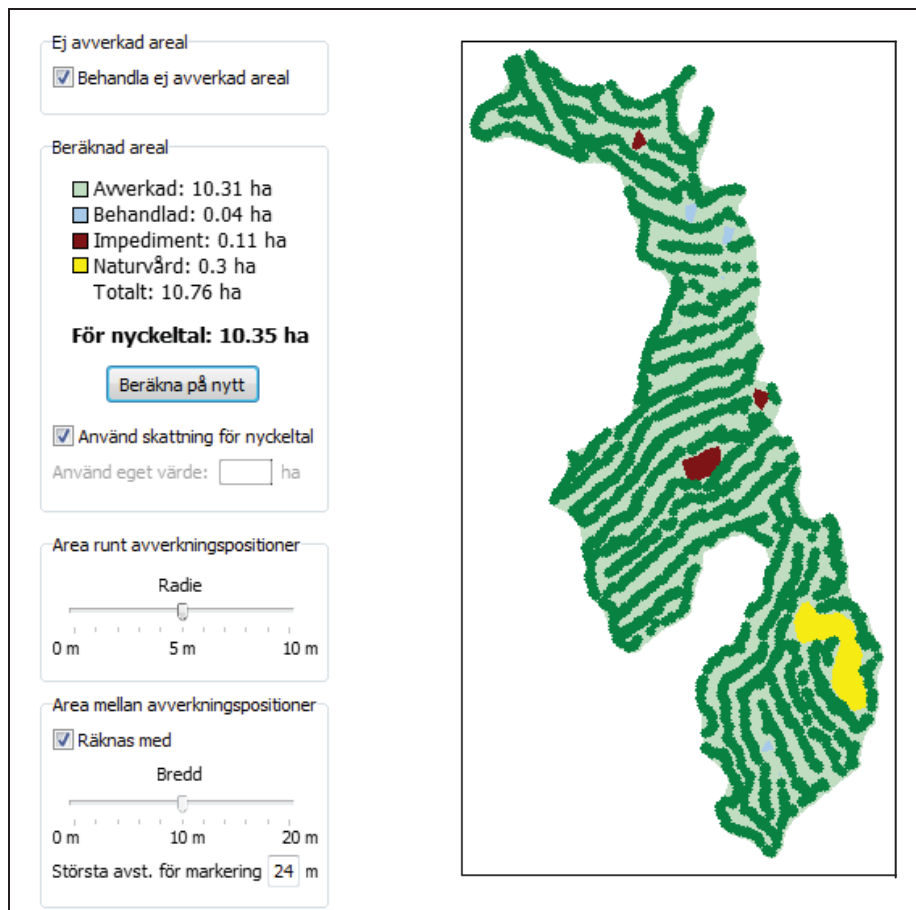 Ej avverkad areal
Behandla ej avverkad areal
Beräknad areal
Avverkad: 10.31 ha
Behandlad: 0.04 ha
Impediment: 0.11 ha
Naturvård: 0.3 ha
Totalt: 10.76 ha
För nyckeltal: 10.35 ha
Beräkna på nytt
Använd skattning för nyckeltal
Använd eget värde: ha
Area runt avverkningspositioner
Radie
0 m 5 m 10 m
Area mellan avverkningspositioner
Räknas med
Bredd
0 m 10 m 20 m
Största avst. för markering 24 m